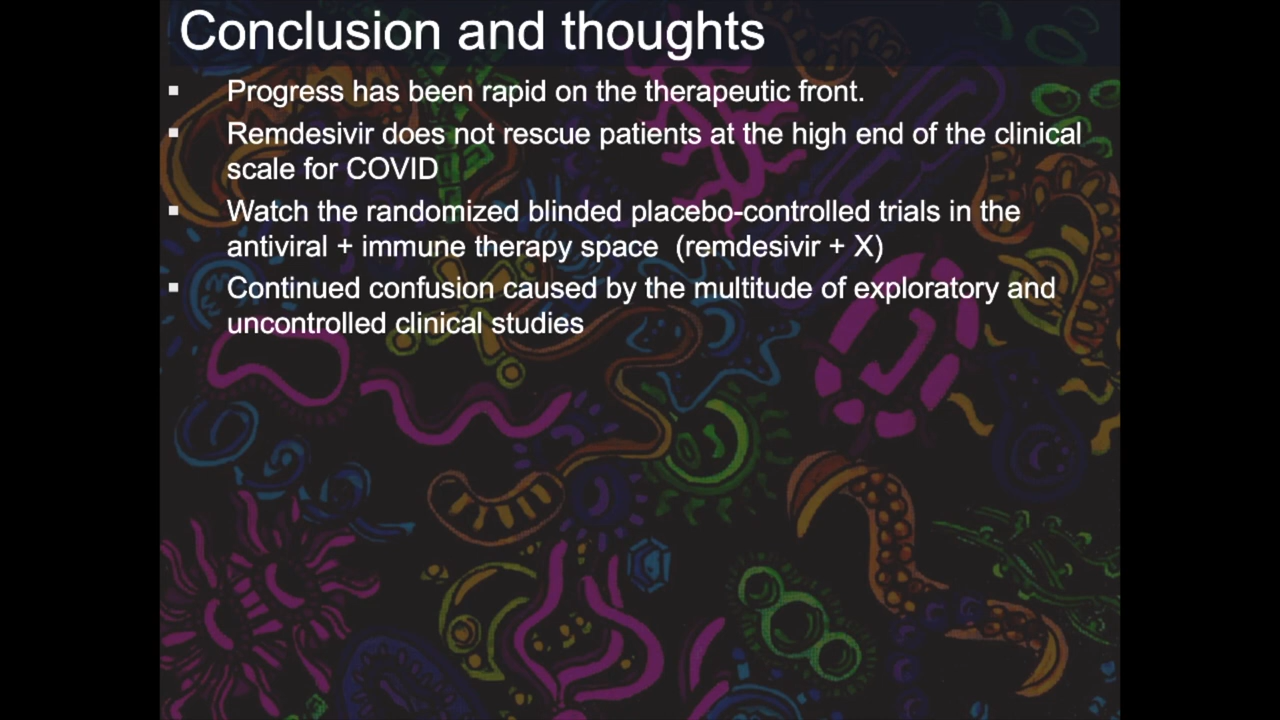 Conclusion and thoughts
▪ Progress has been rapid on the therapeutic front.
▪ Remdesivir does not rescue patients at the high end of the clinical
scale for COVID
▪ Watch the randomized blinded placebo-controlled trials in the
antiviral + immune therapy space  (remdesivir + X)
▪ Continued confusion caused by the multitude of exploratory and
uncontrolled clinical studies